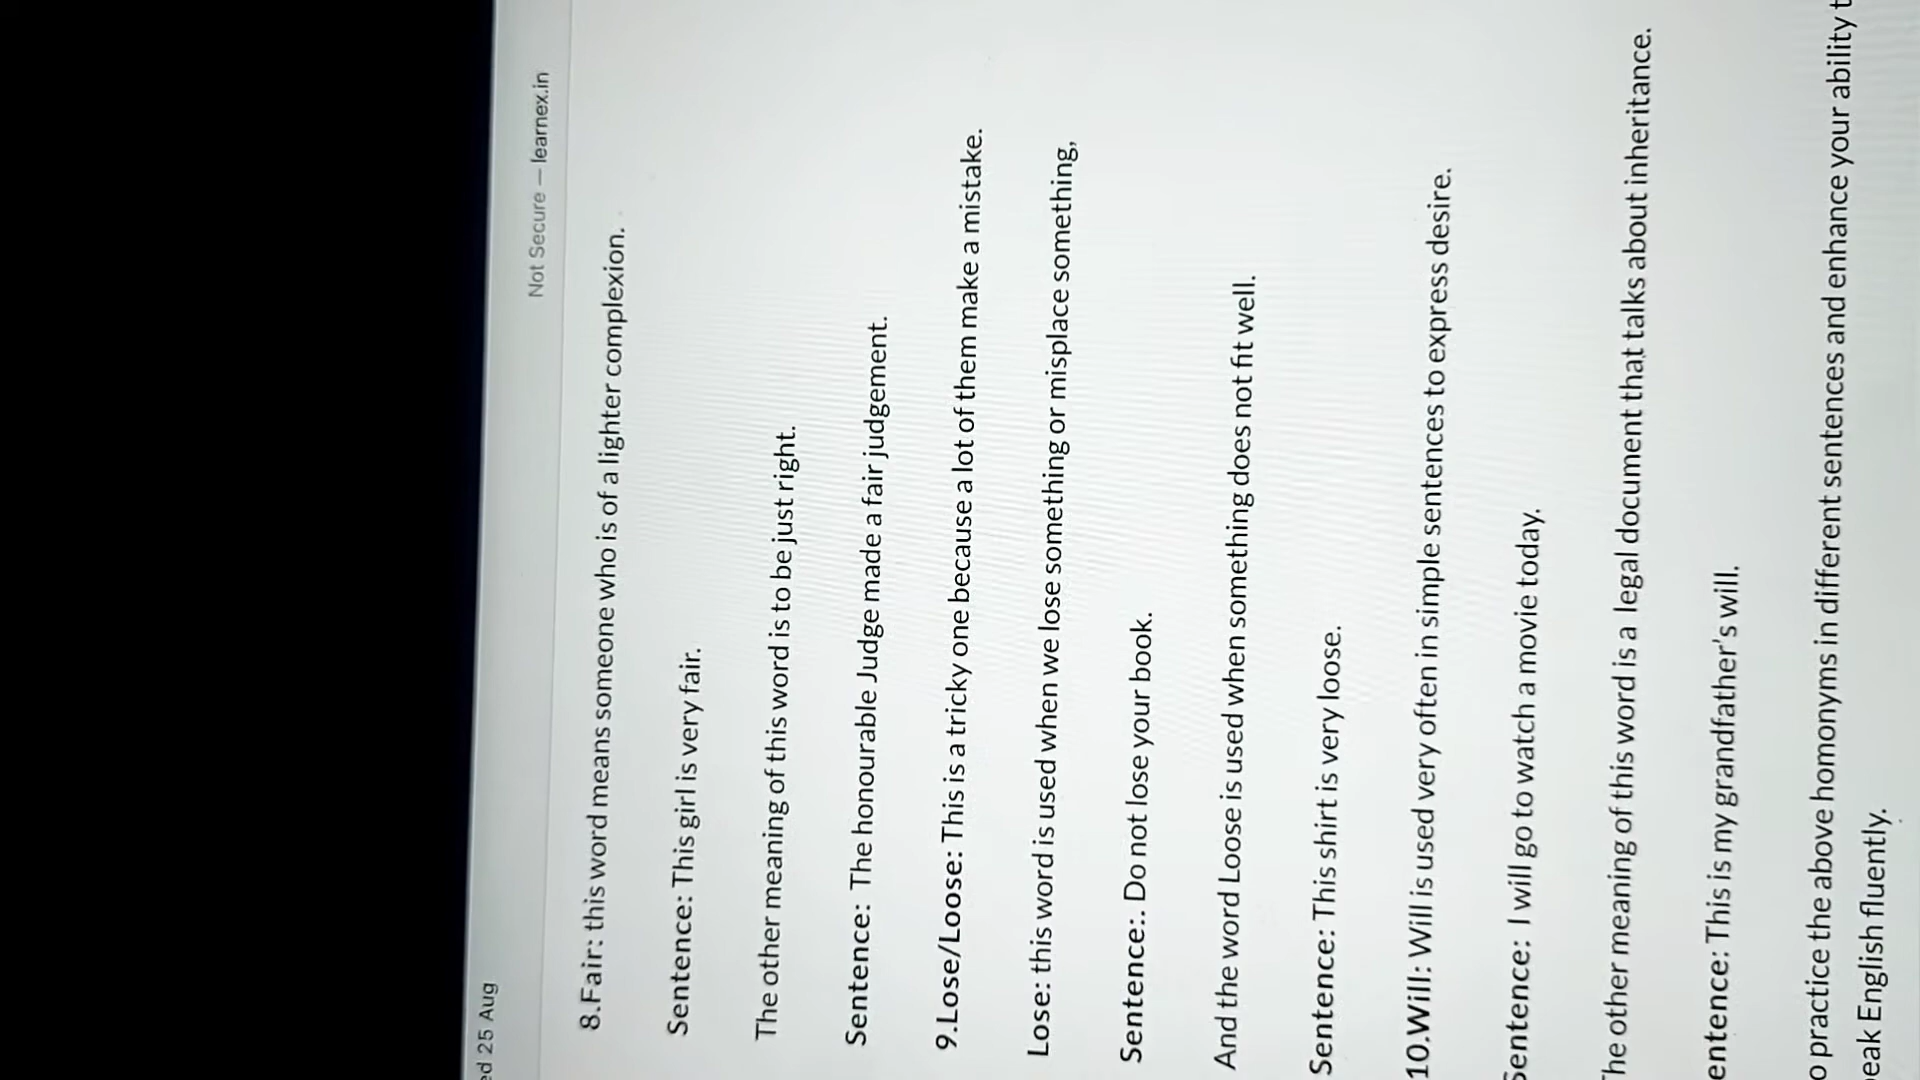 ed 25 Aug
Not Secure — learnex.in
8.Fair: this word means someone who is of a lighter complexion.
Sentence: This girl is very fair.
The other meaning of this word is to be just right.
Sentence: The honourable Judge made a fair judgement.
9.Lose/Loose: This is a tricky one because a lot of them make a mistake.
Lose: this word is used when we lose something or misplace something,
Sentence:. Do not lose your book.
And the word Loose is used when something does not fit well.
Sentence: This shirt is very loose.
10.Will: Will is used very often in simple sentences to express desire.
Sentence: I will go to watch a movie today.
The other meaning of this word is a legal document that talks about inheritance.
entence: This is my grandfather's will.
o practice the above homonyms in different sentences and enhance your ability t
eak English fluently.